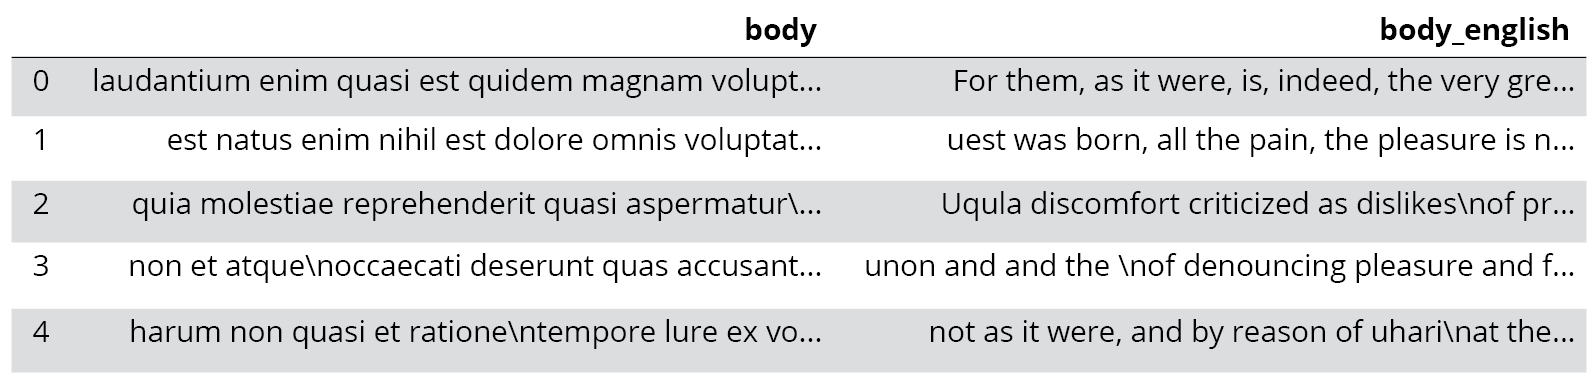 body body_english
0 laudantium enim quasi est quidem magnam volupt... For them, as it were, is, indeed, the very gre...
1 est natus enim nihil est dolore omnis voluptat... uest was born, all the pain, the pleasure is n...
2 quia molestiae reprehenderit quasi aspermatur\... Uqula discomfort criticized as dislikes\nof pr...
3 non et atque\noccaecati deserunt quas accusant... unon and and the \nof denouncing pleasure and f...
4 harum non quasi et ratione\ntempore lure ex vo... not as it were, and by reason of uhari\nat the...